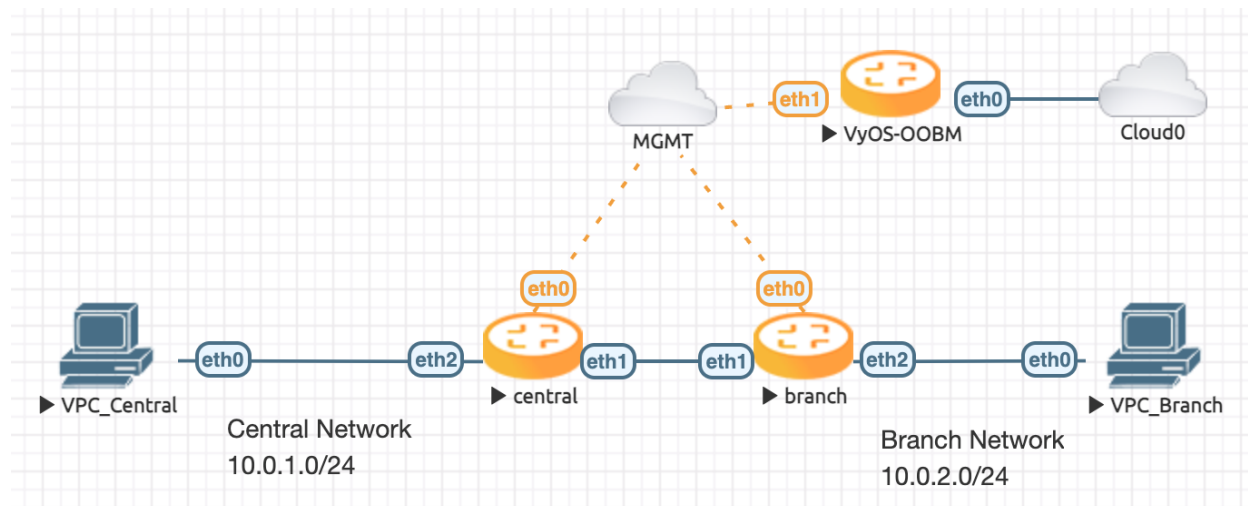 eth1
eth0
MGMT
VyOS-OOBM
Cloud0
eth0
eth0
eth0
eth2
eth1
eth1
eth2
eth0
VPC_Central
central
branch
VPC_Branch
Central Network
10.0.1.0/24
Branch Network
10.0.2.0/24